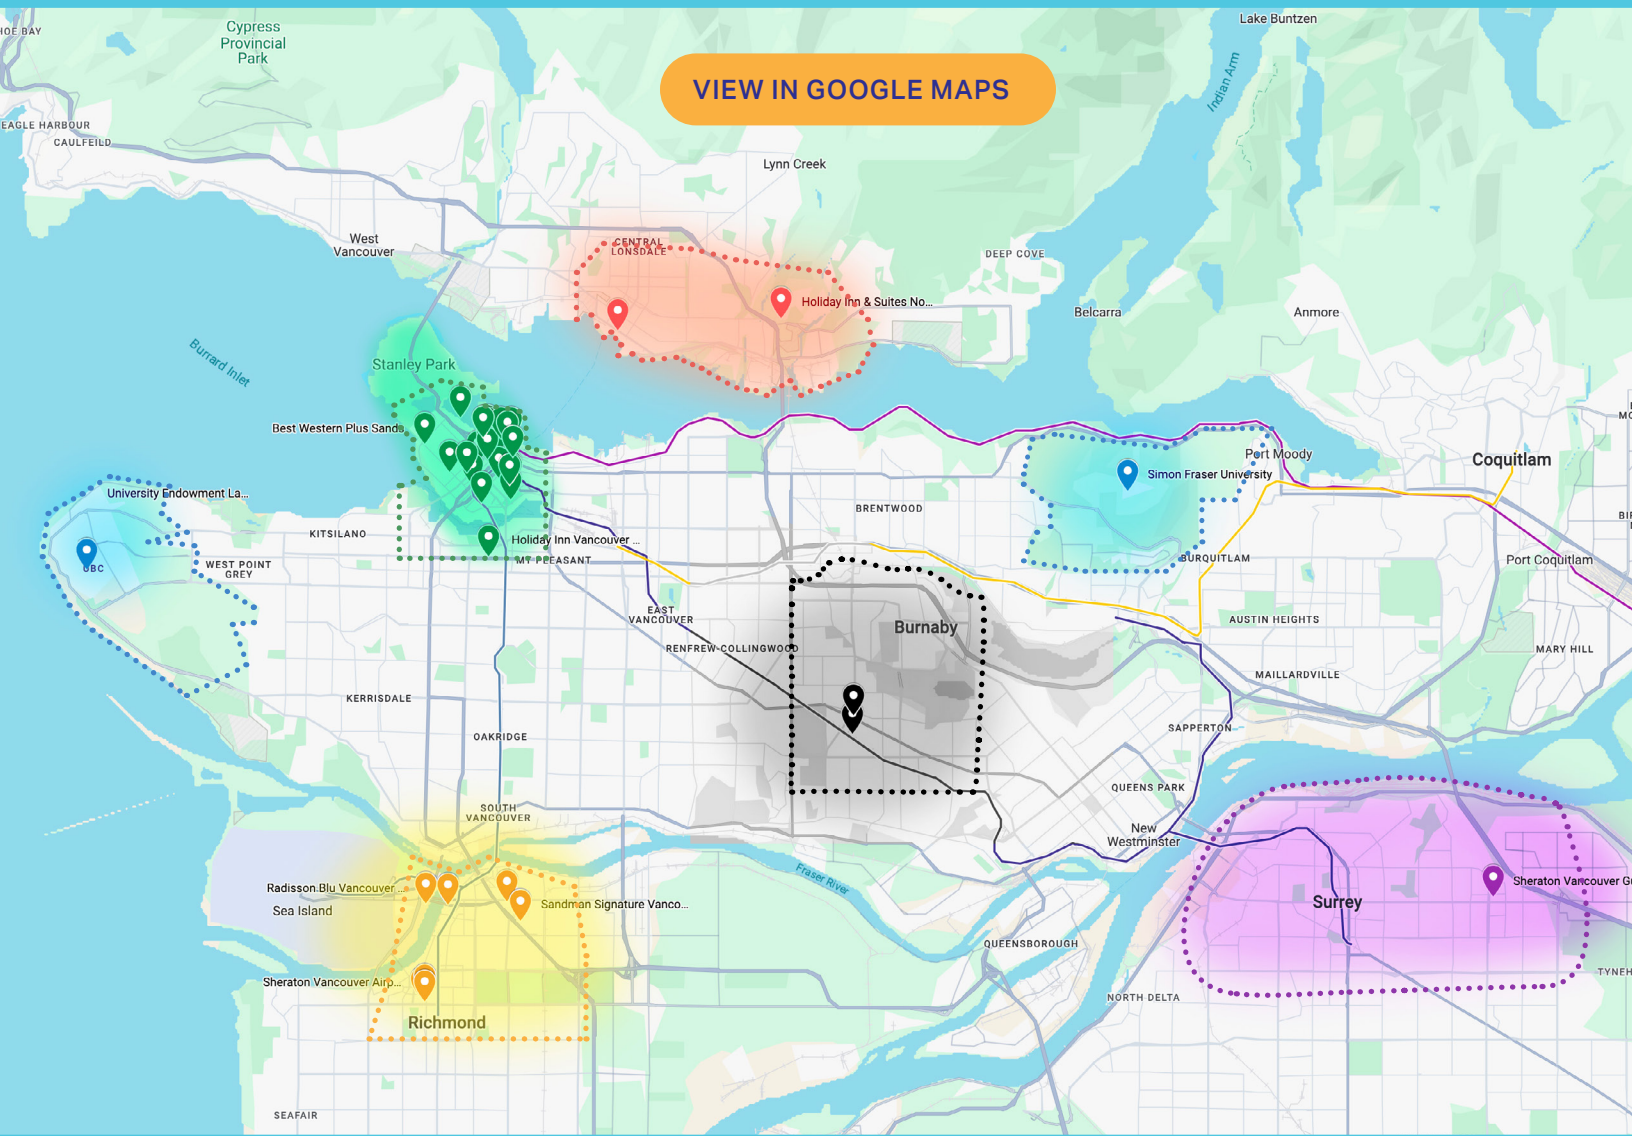 Lake Buntzen
HOE BAY
Cypress
Provincial
Park
VIEW IN GOOGLE MAPS
Indian Arm
EAGLE HARBOUR
CAULFEILD
Lynn Creek
West
Vancouver
CENTRAL
LONSDALE
DEEP COVE
Holiday Inn & Suites No...
Belcarra
Anmore
Burrard Inlet
Stanley Park
Best Western Plus Sands
Port Moody
Coquitlam
Simon Fraser University
University Endowment La...
BRENTWOOD
KITSILANO
Holiday Inn Vancouver ...
MT PLEASANT
UBC
WEST POINT
GREY
BURQUITLAM
Port Coquitlam
EAST
VANCOUVER
Burnaby
AUSTIN HEIGHTS
RENFREW-COLLINGWOOD
MARY HILL
MAILLARDVILLE
KERRISDALE
SAPPERTON
OAKRIDGE
QUEENS PARK
SOUTH
VANCOUVER
New
Westminster
Fraser River
Radisson Blu Vancouver ...
Sea Island
Sandman Signature Vanco...
Sheraton Vancouver Gu
Surrey
QUEENSBOROUGH
TYNEH
Sheraton Vancouver Airp...
NORTH DELTA
Richmond
SEAFAIR